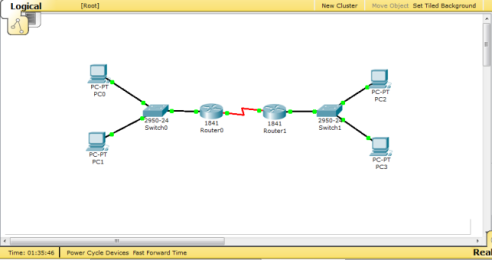 Logical [Root] New Cluster Move Object Set Tiled Background
PC-PT
PC0
PC-PT
PC1
2950-24
Switch0
1841
Router0
1841
Router1
2950-24
Switch1
PC-PT
PC2
PC-PT
PC3
Time: 01:35:46 Power Cycle Devices Fast Forward Time